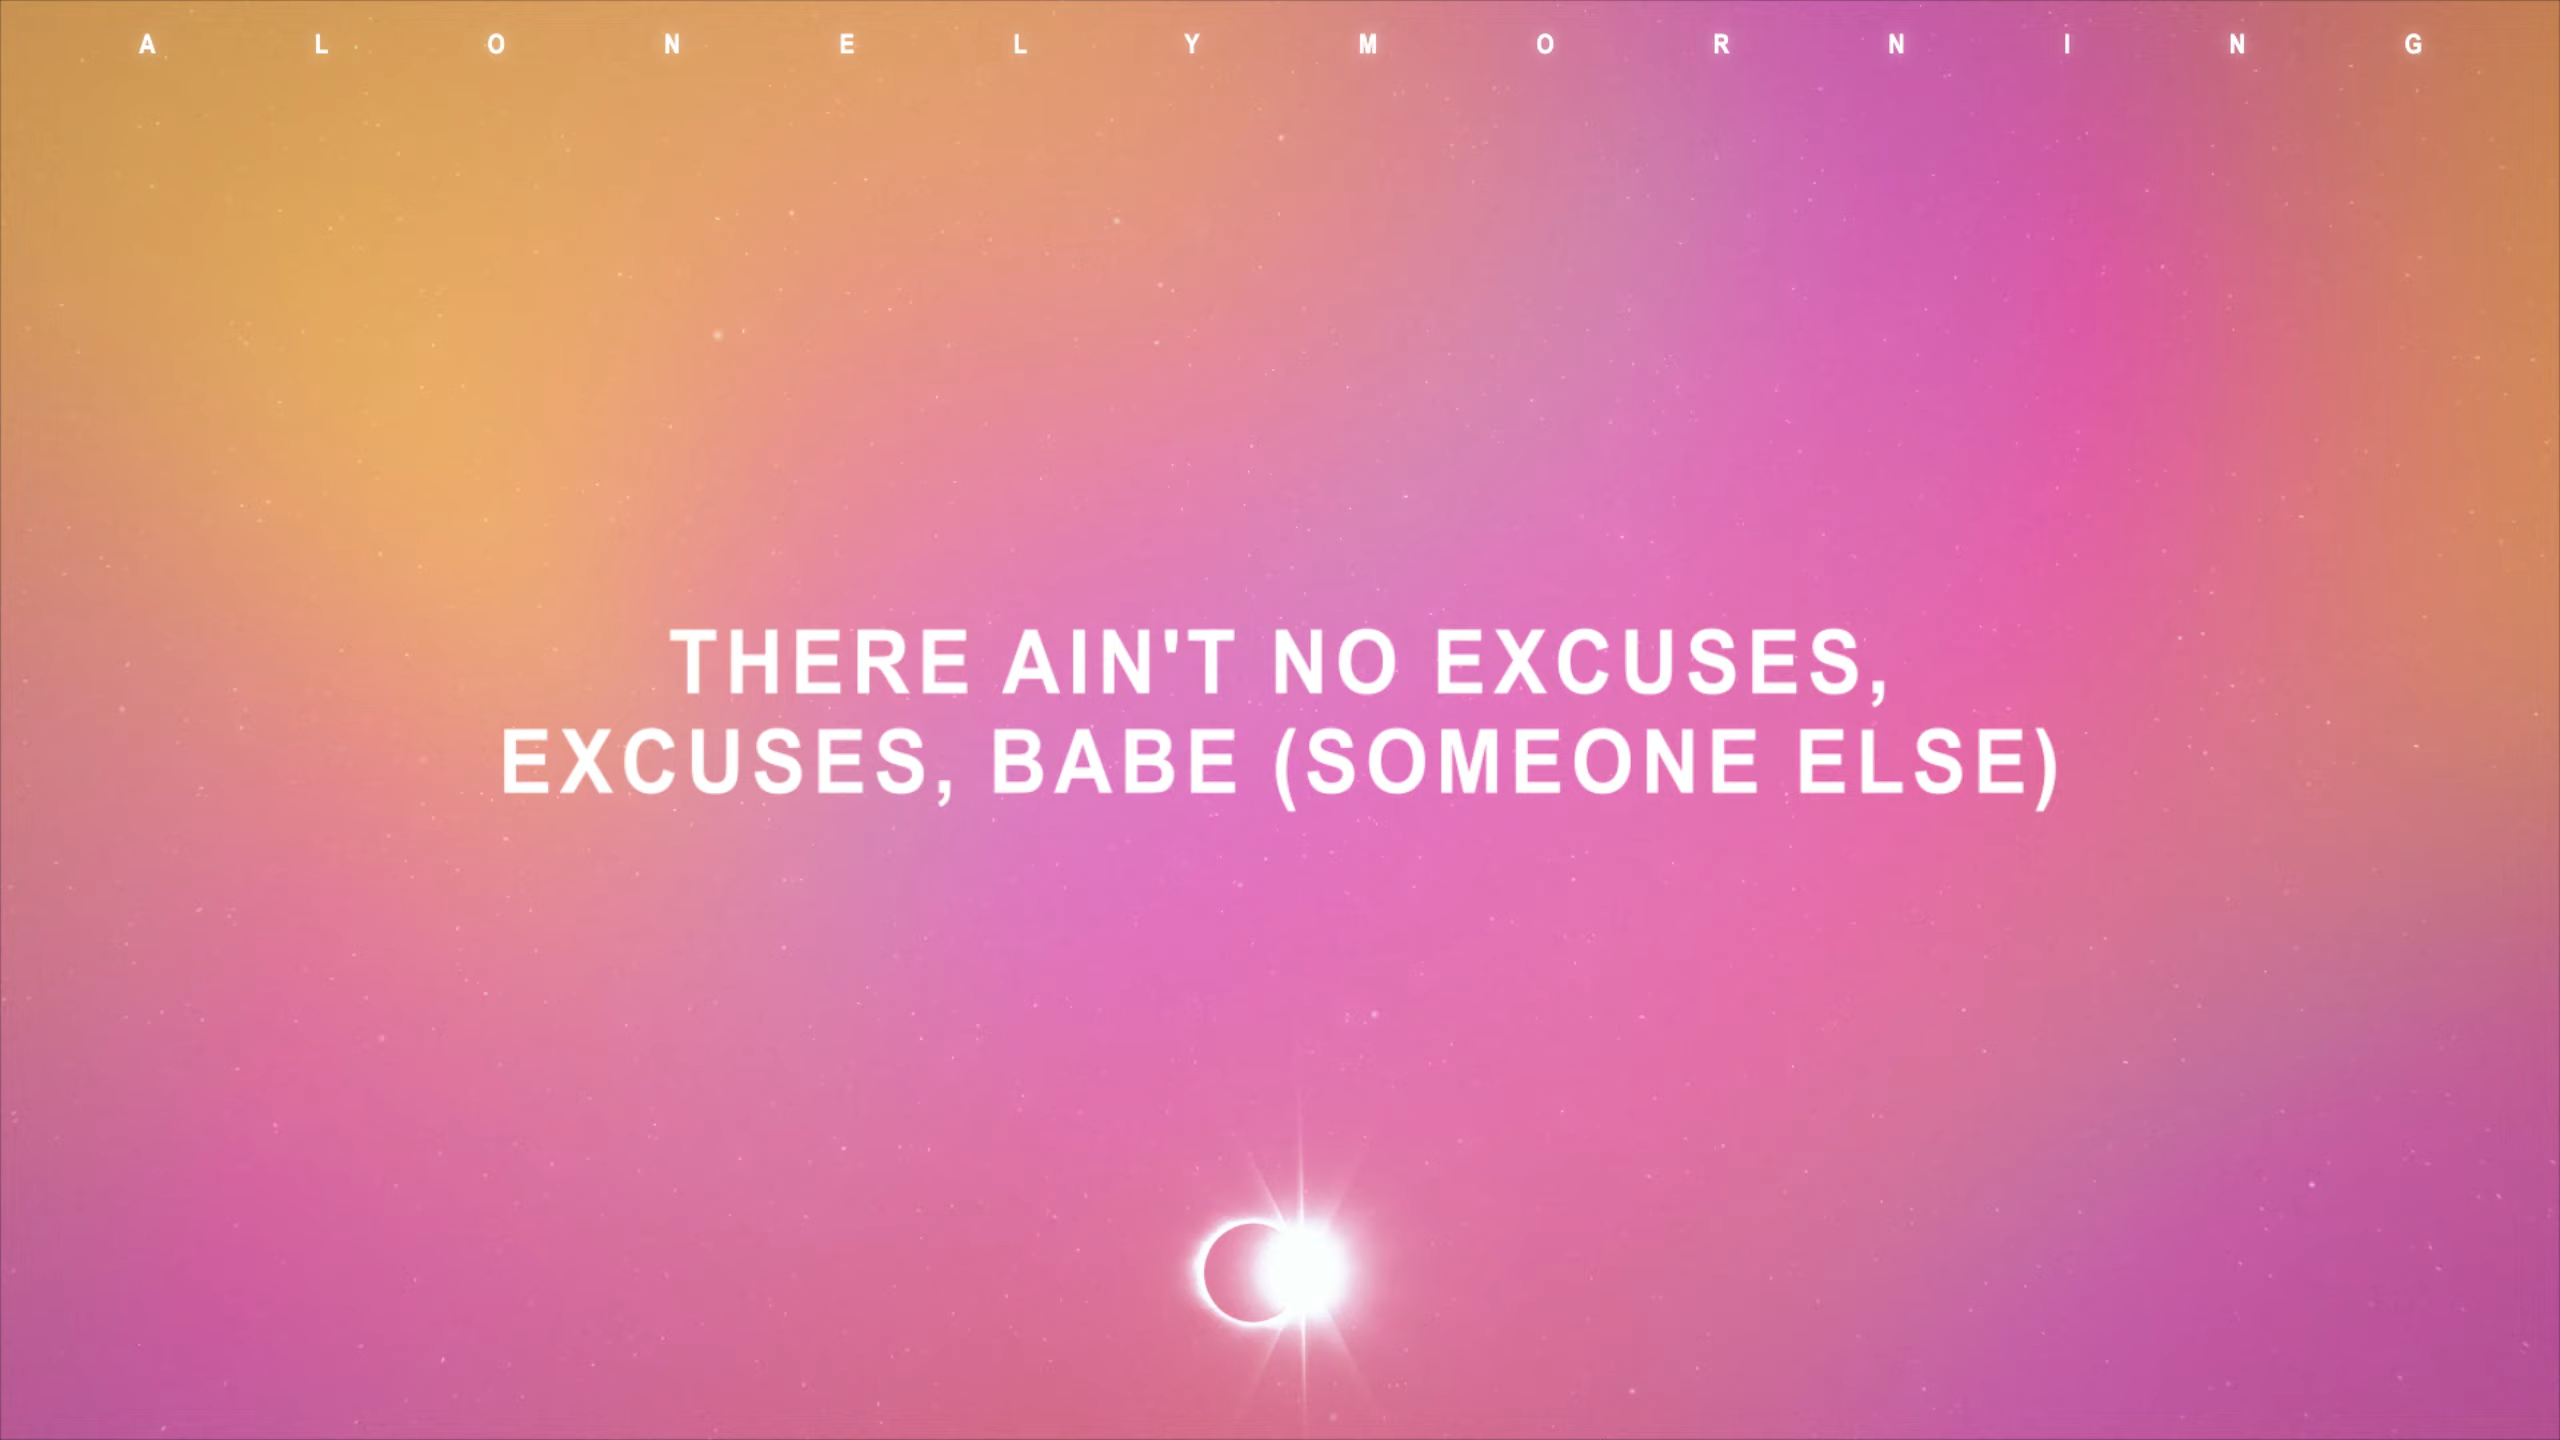 A L O N E L Y M O R N I N G
THERE AIN'T NO EXCUSES,
EXCUSES, BABE (SOMEONE ELSE)